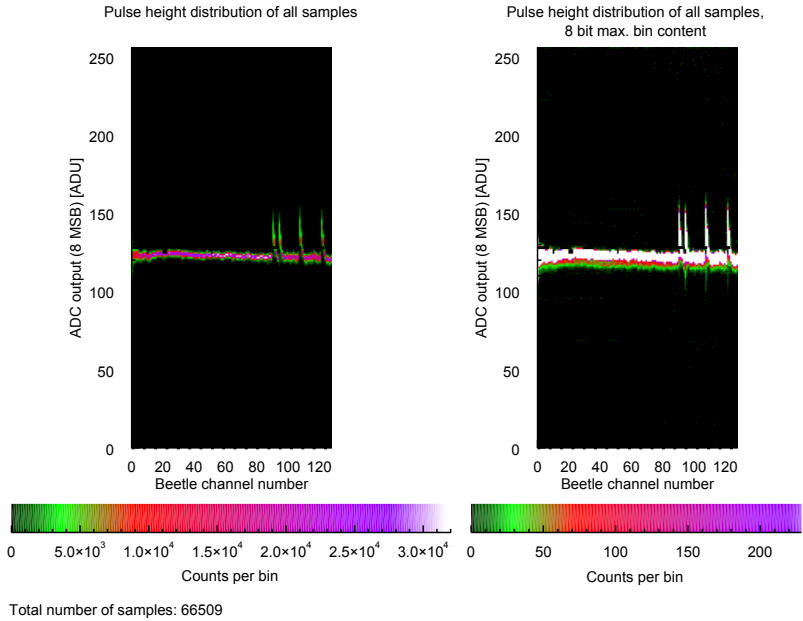 Pulse height distribution of all samples
Pulse height distribution of all samples,
8 bit max. bin content
ADC output (8 MSB) [ADU]
250
200
150
100
50
0
0 20 40 60 80 100 120
Beetle channel number
ADC output (8 MSB) [ADU]
250
200
150
100
50
0
0 20 40 60 80 100 120
Beetle channel number
0 5.0×10³ 1.0×10⁴ 1.5×10⁴ 2.0×10⁴ 2.5×10⁴ 3.0×10⁴
Counts per bin
0 50 100 150 200
Counts per bin
Total number of samples: 66509